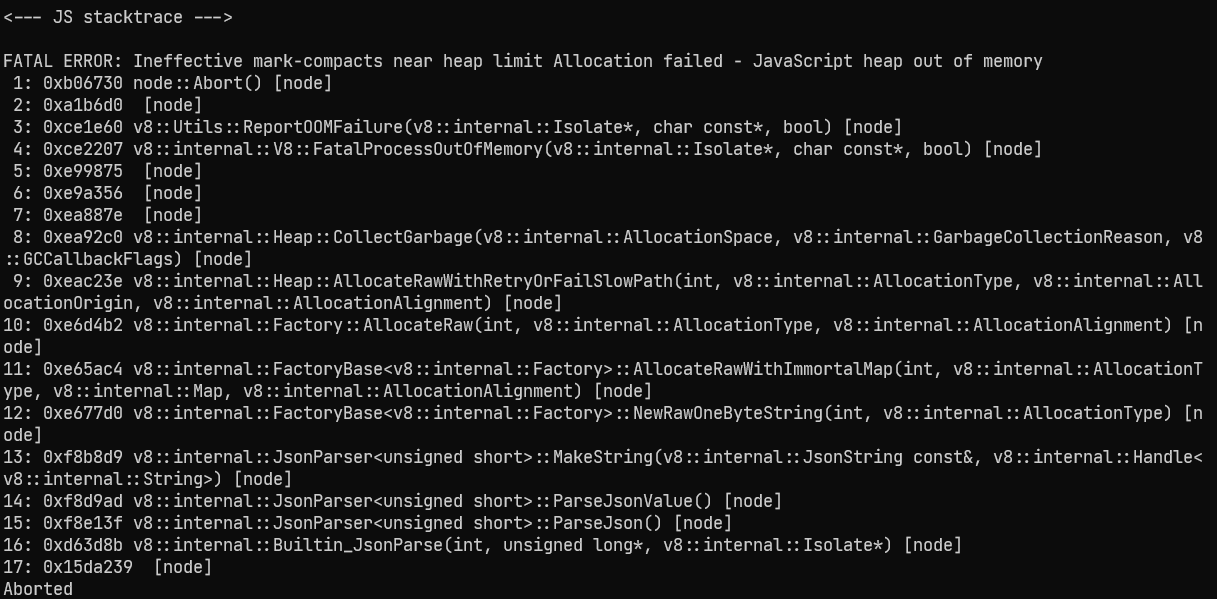 <--- JS stacktrace --->
FATAL ERROR: Ineffective mark-compacts near heap limit Allocation failed - JavaScript heap out of memory
 1: 0xb06730 node::Abort() [node]
 2: 0xa1b6d0  [node]
 3: 0xce1e60 v8::Utils::ReportOOMFailure(v8::internal::Isolate*, char const*, bool) [node]
 4: 0xce2207 v8::internal::V8::FatalProcessOutOfMemory(v8::internal::Isolate*, char const*, bool) [node]
 5: 0xe99875  [node]
 6: 0xe9a356  [node]
 7: 0xea887e  [node]
 8: 0xea92c0 v8::internal::Heap::CollectGarbage(v8::internal::AllocationSpace, v8::internal::GarbageCollectionReason, v8
::GCCallbackFlags) [node]
 9: 0xeac23e v8::internal::Heap::AllocateRawWithRetryOrFailSlowPath(int, v8::internal::AllocationType, v8::internal::All
ocationOrigin, v8::internal::AllocationAlignment) [node]
10: 0xe6d4b2 v8::internal::Factory::AllocateRaw(int, v8::internal::AllocationType, v8::internal::AllocationAlignment) [n
ode]
11: 0xe65ac4 v8::internal::FactoryBase<v8::internal::Factory>::AllocateRawWithImmortalMap(int, v8::internal::AllocationT
ype, v8::internal::Map, v8::internal::AllocationAlignment) [node]
12: 0xe677d0 v8::internal::FactoryBase<v8::internal::Factory>::NewRawOneByteString(int, v8::internal::AllocationType) [n
ode]
13: 0xf8b8d9 v8::internal::JsonParser<unsigned short>::MakeString(v8::internal::JsonString const&, v8::internal::Handle<
v8::internal::String>) [node]
14: 0xf8d9ad v8::internal::JsonParser<unsigned short>::ParseJsonValue() [node]
15: 0xf8e13f v8::internal::JsonParser<unsigned short>::ParseJson() [node]
16: 0xd63d8b v8::internal::Builtin_JsonParse(int, unsigned long*, v8::internal::Isolate*) [node]
17: 0x15da239  [node]
Aborted